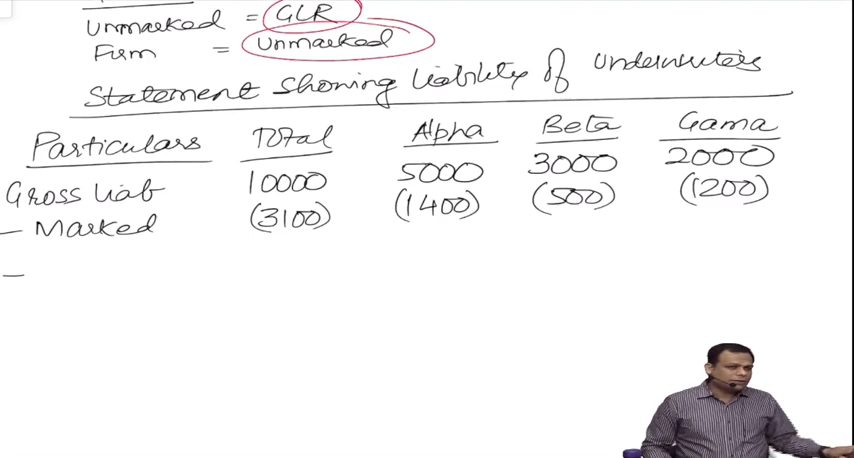 Unmarked = GLR
Firm = Unmarked
Statement Showing liability of Underwriters
Particulars Total Alpha Beta Gama
Gross liab 10000 5000 3000 2000
- Marked (3100) (1400) (500) (1200)
-